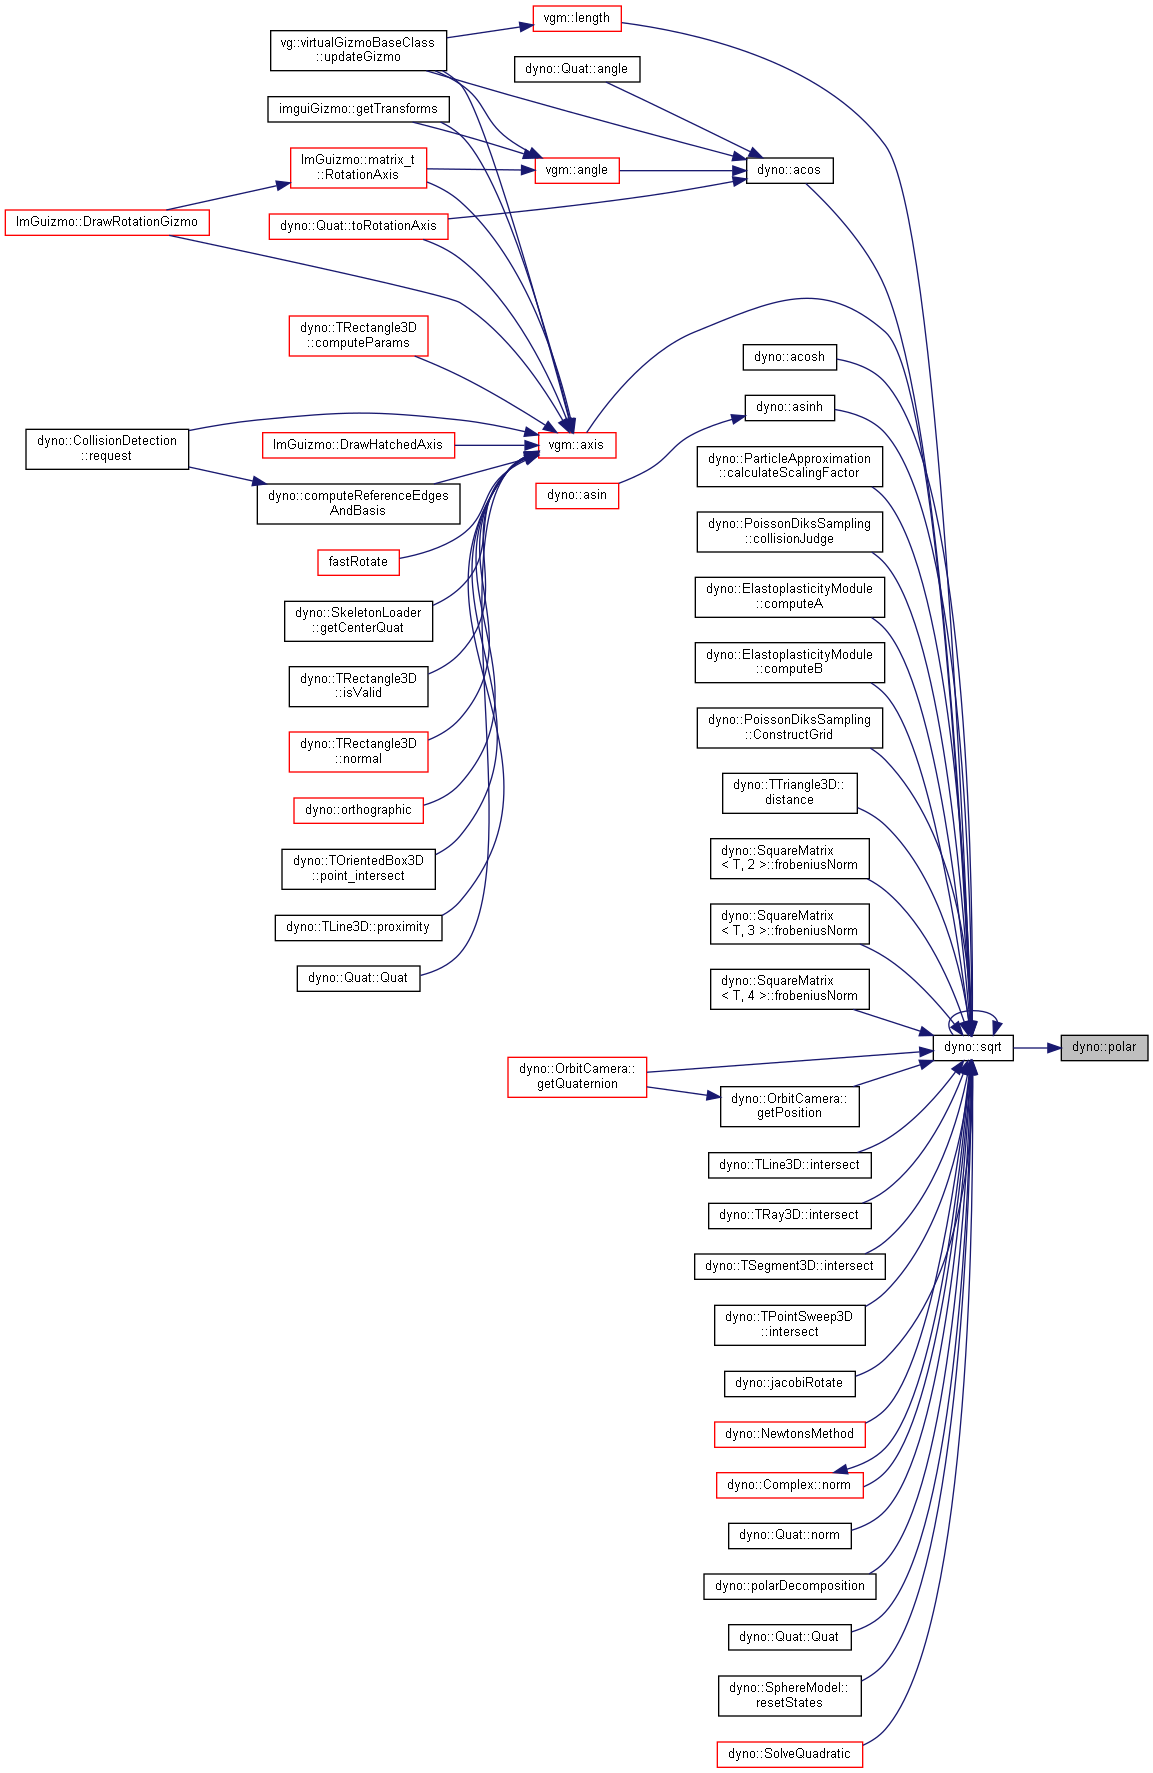 vgm::length
vg::virtualGizmoBaseClass
::updateGizmo
dyno::Quat::angle
imguiGizmo::getTransforms
ImGuizmo::matrix_t
::RotationAxis
vgm::angle
dyno::acos
ImGuizmo::DrawRotationGizmo
dyno::Quat::toRotationAxis
dyno::TRectangle3D
::computeParams
dyno::acosh
dyno::asinh
dyno::CollisionDetection
::request
ImGuizmo::DrawHatchedAxis
vgm::axis
dyno::ParticleApproximation
::calculateScalingFactor
dyno::computeReferenceEdges
AndBasis
dyno::asin
dyno::PoissonDiksSampling
::collisionJudge
fastRotate
dyno::ElastoplasticityModule
::computeA
dyno::SkeletonLoader
::getCenterQuat
dyno::ElastoplasticityModule
::computeB
dyno::TRectangle3D
::isValid
dyno::PoissonDiksSampling
::ConstructGrid
dyno::TRectangle3D
::normal
dyno::TTriangle3D::
distance
dyno::orthographic
dyno::SquareMatrix
< T, 2 >::frobeniusNorm
dyno::TOrientedBox3D
::point_intersect
dyno::SquareMatrix
< T, 3 >::frobeniusNorm
dyno::TLine3D::proximity
dyno::Quat::Quat
dyno::SquareMatrix
< T, 4 >::frobeniusNorm
dyno::sqrt
dyno::polar
dyno::OrbitCamera::
getQuaternion
dyno::OrbitCamera::
getPosition
dyno::TLine3D::intersect
dyno::TRay3D::intersect
dyno::TSegment3D::intersect
dyno::TPointSweep3D
::intersect
dyno::jacobiRotate
dyno::NewtonsMethod
dyno::Complex::norm
dyno::Quat::norm
dyno::polarDecomposition
dyno::Quat::Quat
dyno::SphereModel::
resetStates
dyno::SolveQuadratic